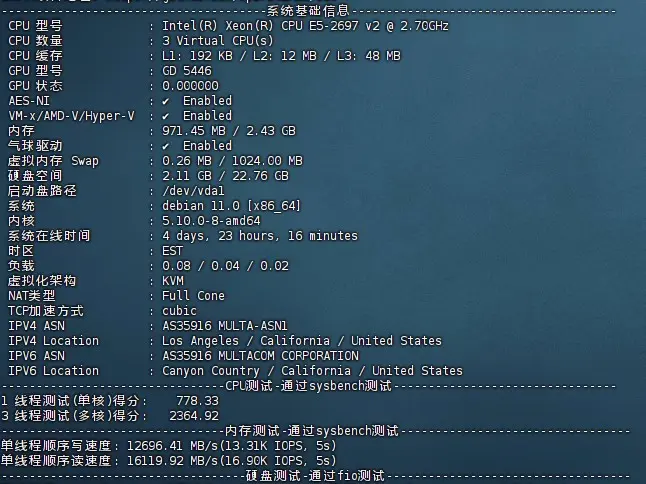 ----------系统基础信息----------
CPU 型号 : Intel(R) Xeon(R) CPU E5-2697 v2 @ 2.70GHz
CPU 数量 : 3 Virtual CPU(s)
CPU 缓存 : L1: 192 KB / L2: 12 MB / L3: 48 MB
GPU 型号 : GD 5446
GPU 状态 : 0.000000
AES-NI : ✔ Enabled
VM-x/AMD-V/Hyper-V : ✔ Enabled
内存 : 971.45 MB / 2.43 GB
气球驱动 : ✔ Enabled
虚拟内存 Swap : 0.26 MB / 1024.00 MB
硬盘空间 : 2.11 GB / 22.76 GB
启动盘路径 : /dev/vda1
系统 : debian 11.0 [x86_64]
内核 : 5.10.0-8-amd64
系统在线时间 : 4 days, 23 hours, 16 minutes
时区 : EST
负载 : 0.08 / 0.04 / 0.02
虚拟化架构 : KVM
NAT类型 : Full Cone
TCP加速方式 : cubic
IPV4 ASN : AS35916 MULTA-ASN1
IPV4 Location : Los Angeles / California / United States
IPV6 ASN : AS35916 MULTACOM CORPORATION
IPV6 Location : Canyon Country / California / United States
----------CPU测试-通过sysbench测试----------
1 线程测试(单核)得分: 778.33
3 线程测试(多核)得分: 2364.92
----------内存测试-通过sysbench测试----------
单线程顺序写速度: 12696.41 MB/s(13.31K IOPS, 5s)
单线程顺序读速度: 16119.92 MB/s(16.90K IOPS, 5s)
----------硬盘测试-通过fio测试----------